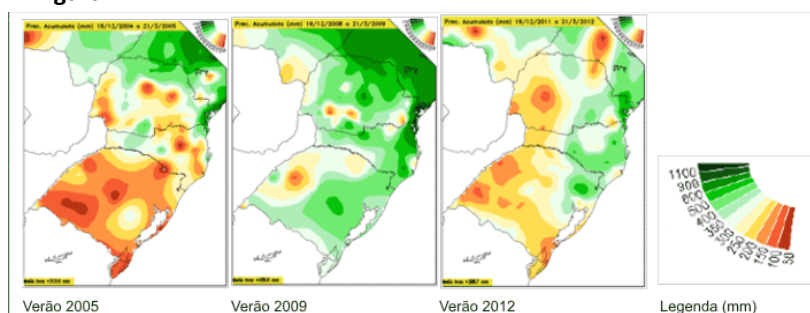 Prec. Acumulada (mm) 18/12/2004 a 21/3/2005
Prec. Acumulada (mm) 18/12/2008 a 21/3/2009
Prec. Acumulada (mm) 18/12/2011 a 21/3/2012
1100
900
800
600
400
350
300
250
200
150
100
50
Verão 2005
Verão 2009
Verão 2012
Legenda (mm)